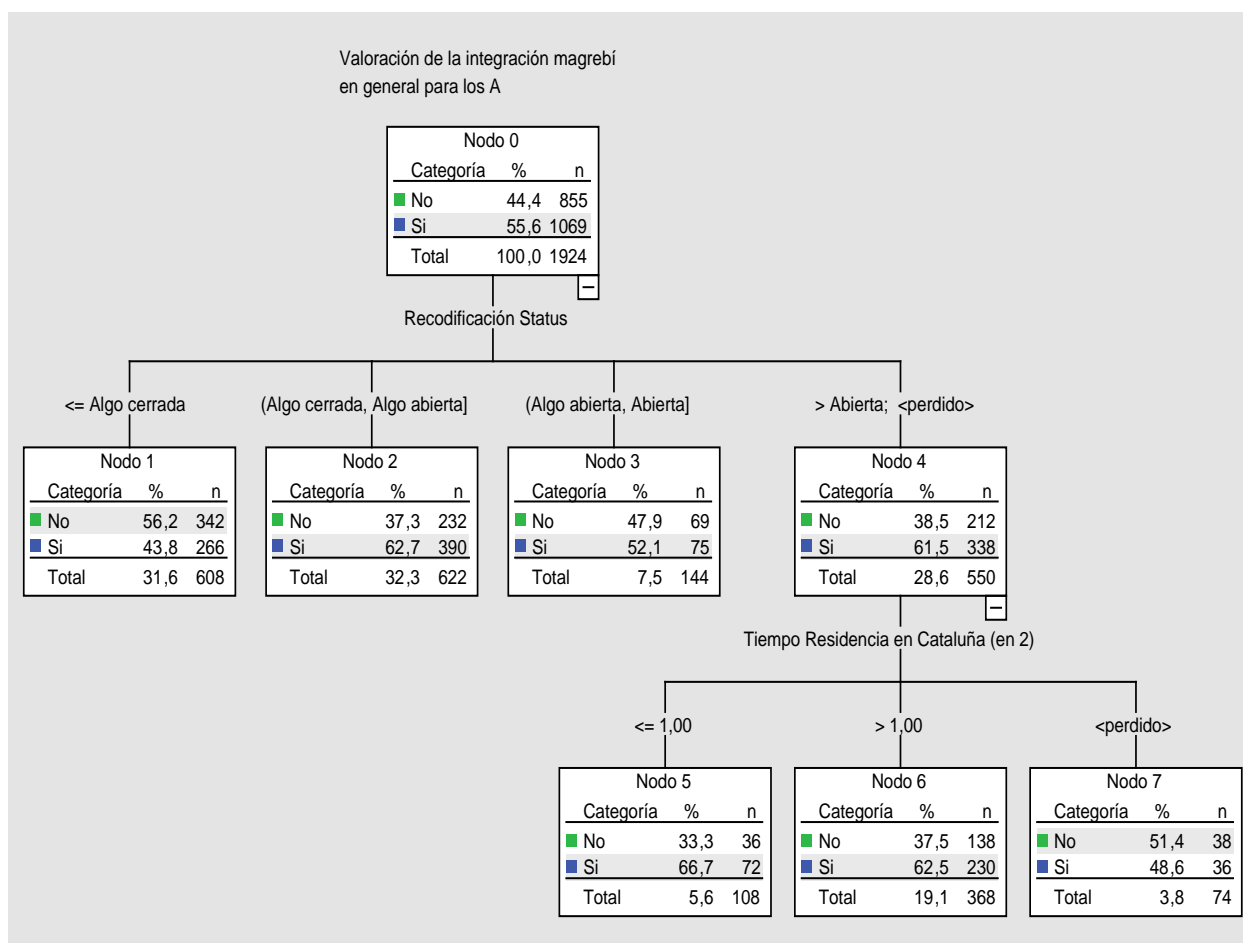 Valoración de la integración magrebí
en general para los A
Nodo 0
Categoría % n
No 44,4 855
Si 55,6 1069
Total 100,0 1924
Recodificación Status
<= Algo cerrada
(Algo cerrada, Algo abierta]
(Algo abierta, Abierta]
> Abierta; <perdido>
Nodo 1
Categoría % n
No 56,2 342
Si 43,8 266
Total 31,6 608
Nodo 2
Categoría % n
No 37,3 232
Si 62,7 390
Total 32,3 622
Nodo 3
Categoría % n
No 47,9 69
Si 52,1 75
Total 7,5 144
Nodo 4
Categoría % n
No 38,5 212
Si 61,5 338
Total 28,6 550
Tiempo Residencia en Cataluña (en 2)
<= 1,00
> 1,00
<perdido>
Nodo 5
Categoría % n
No 33,3 36
Si 66,7 72
Total 5,6 108
Nodo 6
Categoría % n
No 37,5 138
Si 62,5 230
Total 19,1 368
Nodo 7
Categoría % n
No 51,4 38
Si 48,6 36
Total 3,8 74